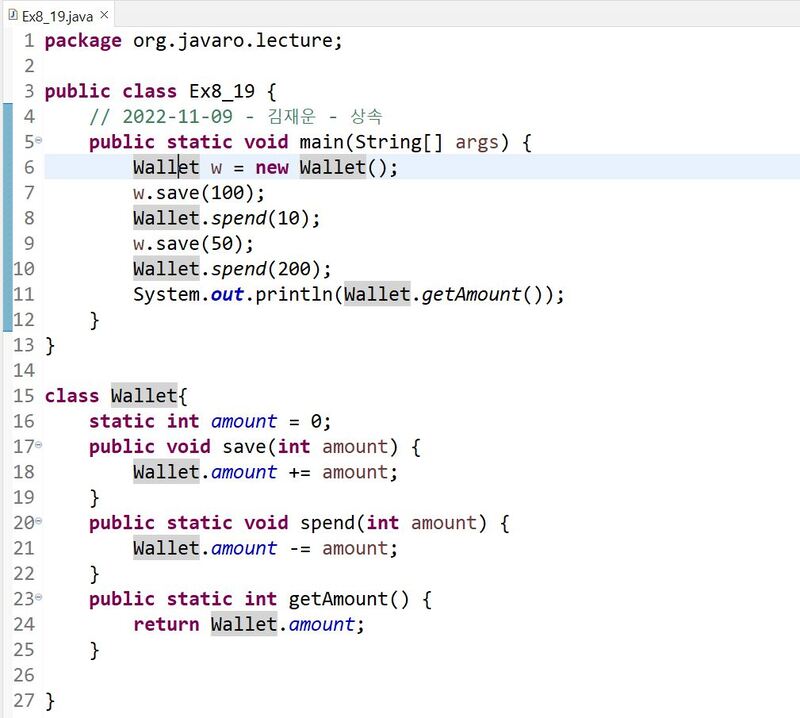 Ex8_19.java
1 package org.javaro.lecture;
2
3 public class Ex8_19 {
4     // 2022-11-09 - 김재운 - 상속
5     public static void main(String[] args) {
6         Wallet w = new Wallet();
7         w.save(100);
8         Wallet.spend(10);
9         w.save(50);
10         Wallet.spend(200);
11         System.out.println(Wallet.getAmount());
12     }
13 }
14
15 class Wallet{
16     static int amount = 0;
17     public void save(int amount) {
18         Wallet.amount += amount;
19     }
20     public static void spend(int amount) {
21         Wallet.amount -= amount;
22     }
23     public static int getAmount() {
24         return Wallet.amount;
25     }
26
27 }